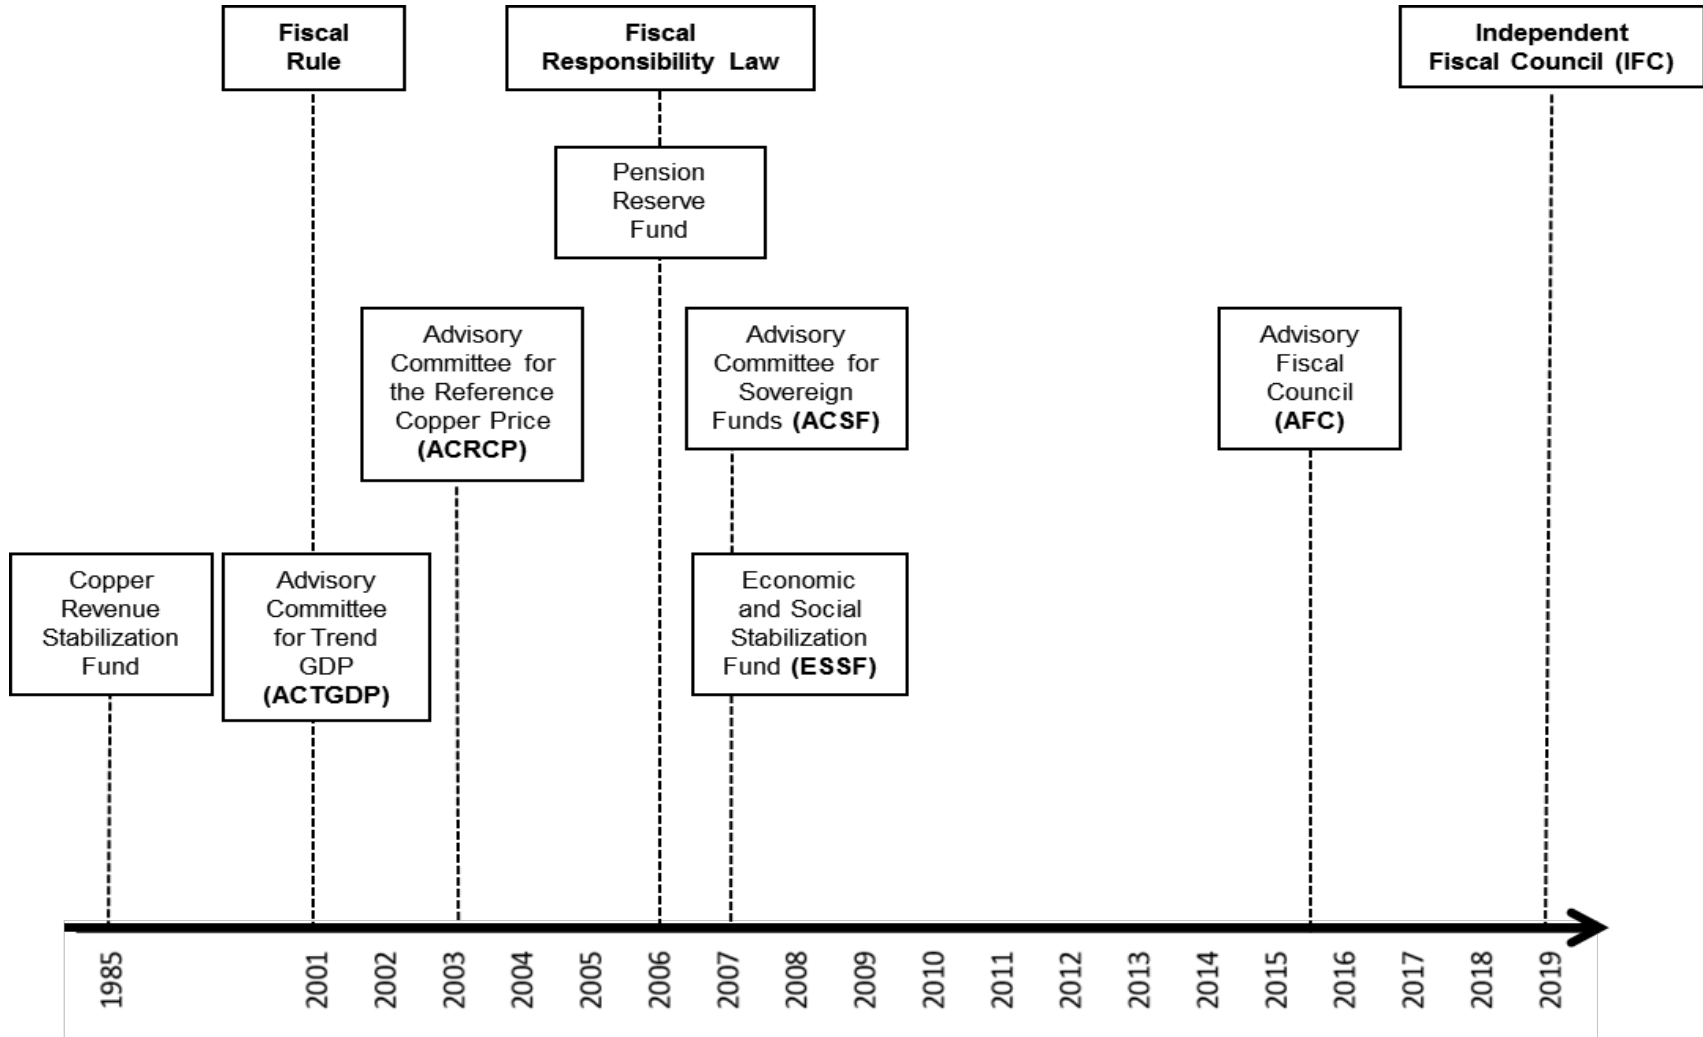 Fiscal
Rule
Fiscal
Responsibility Law
Independent
Fiscal Council (IFC)
Pension
Reserve
Fund
Advisory
Committee for
the Reference
Copper Price
(ACRCP)
Advisory
Committee for
Sovereign
Funds (ACSF)
Advisory
Fiscal
Council
(AFC)
Copper
Revenue
Stabilization
Fund
Advisory
Committee
for Trend
GDP
(ACTGDP)
Economic
and Social
Stabilization
Fund (ESSF)
1985
2001
2002
2003
2004
2005
2006
2007
2008
2009
2010
2011
2012
2013
2014
2015
2016
2017
2018
2019